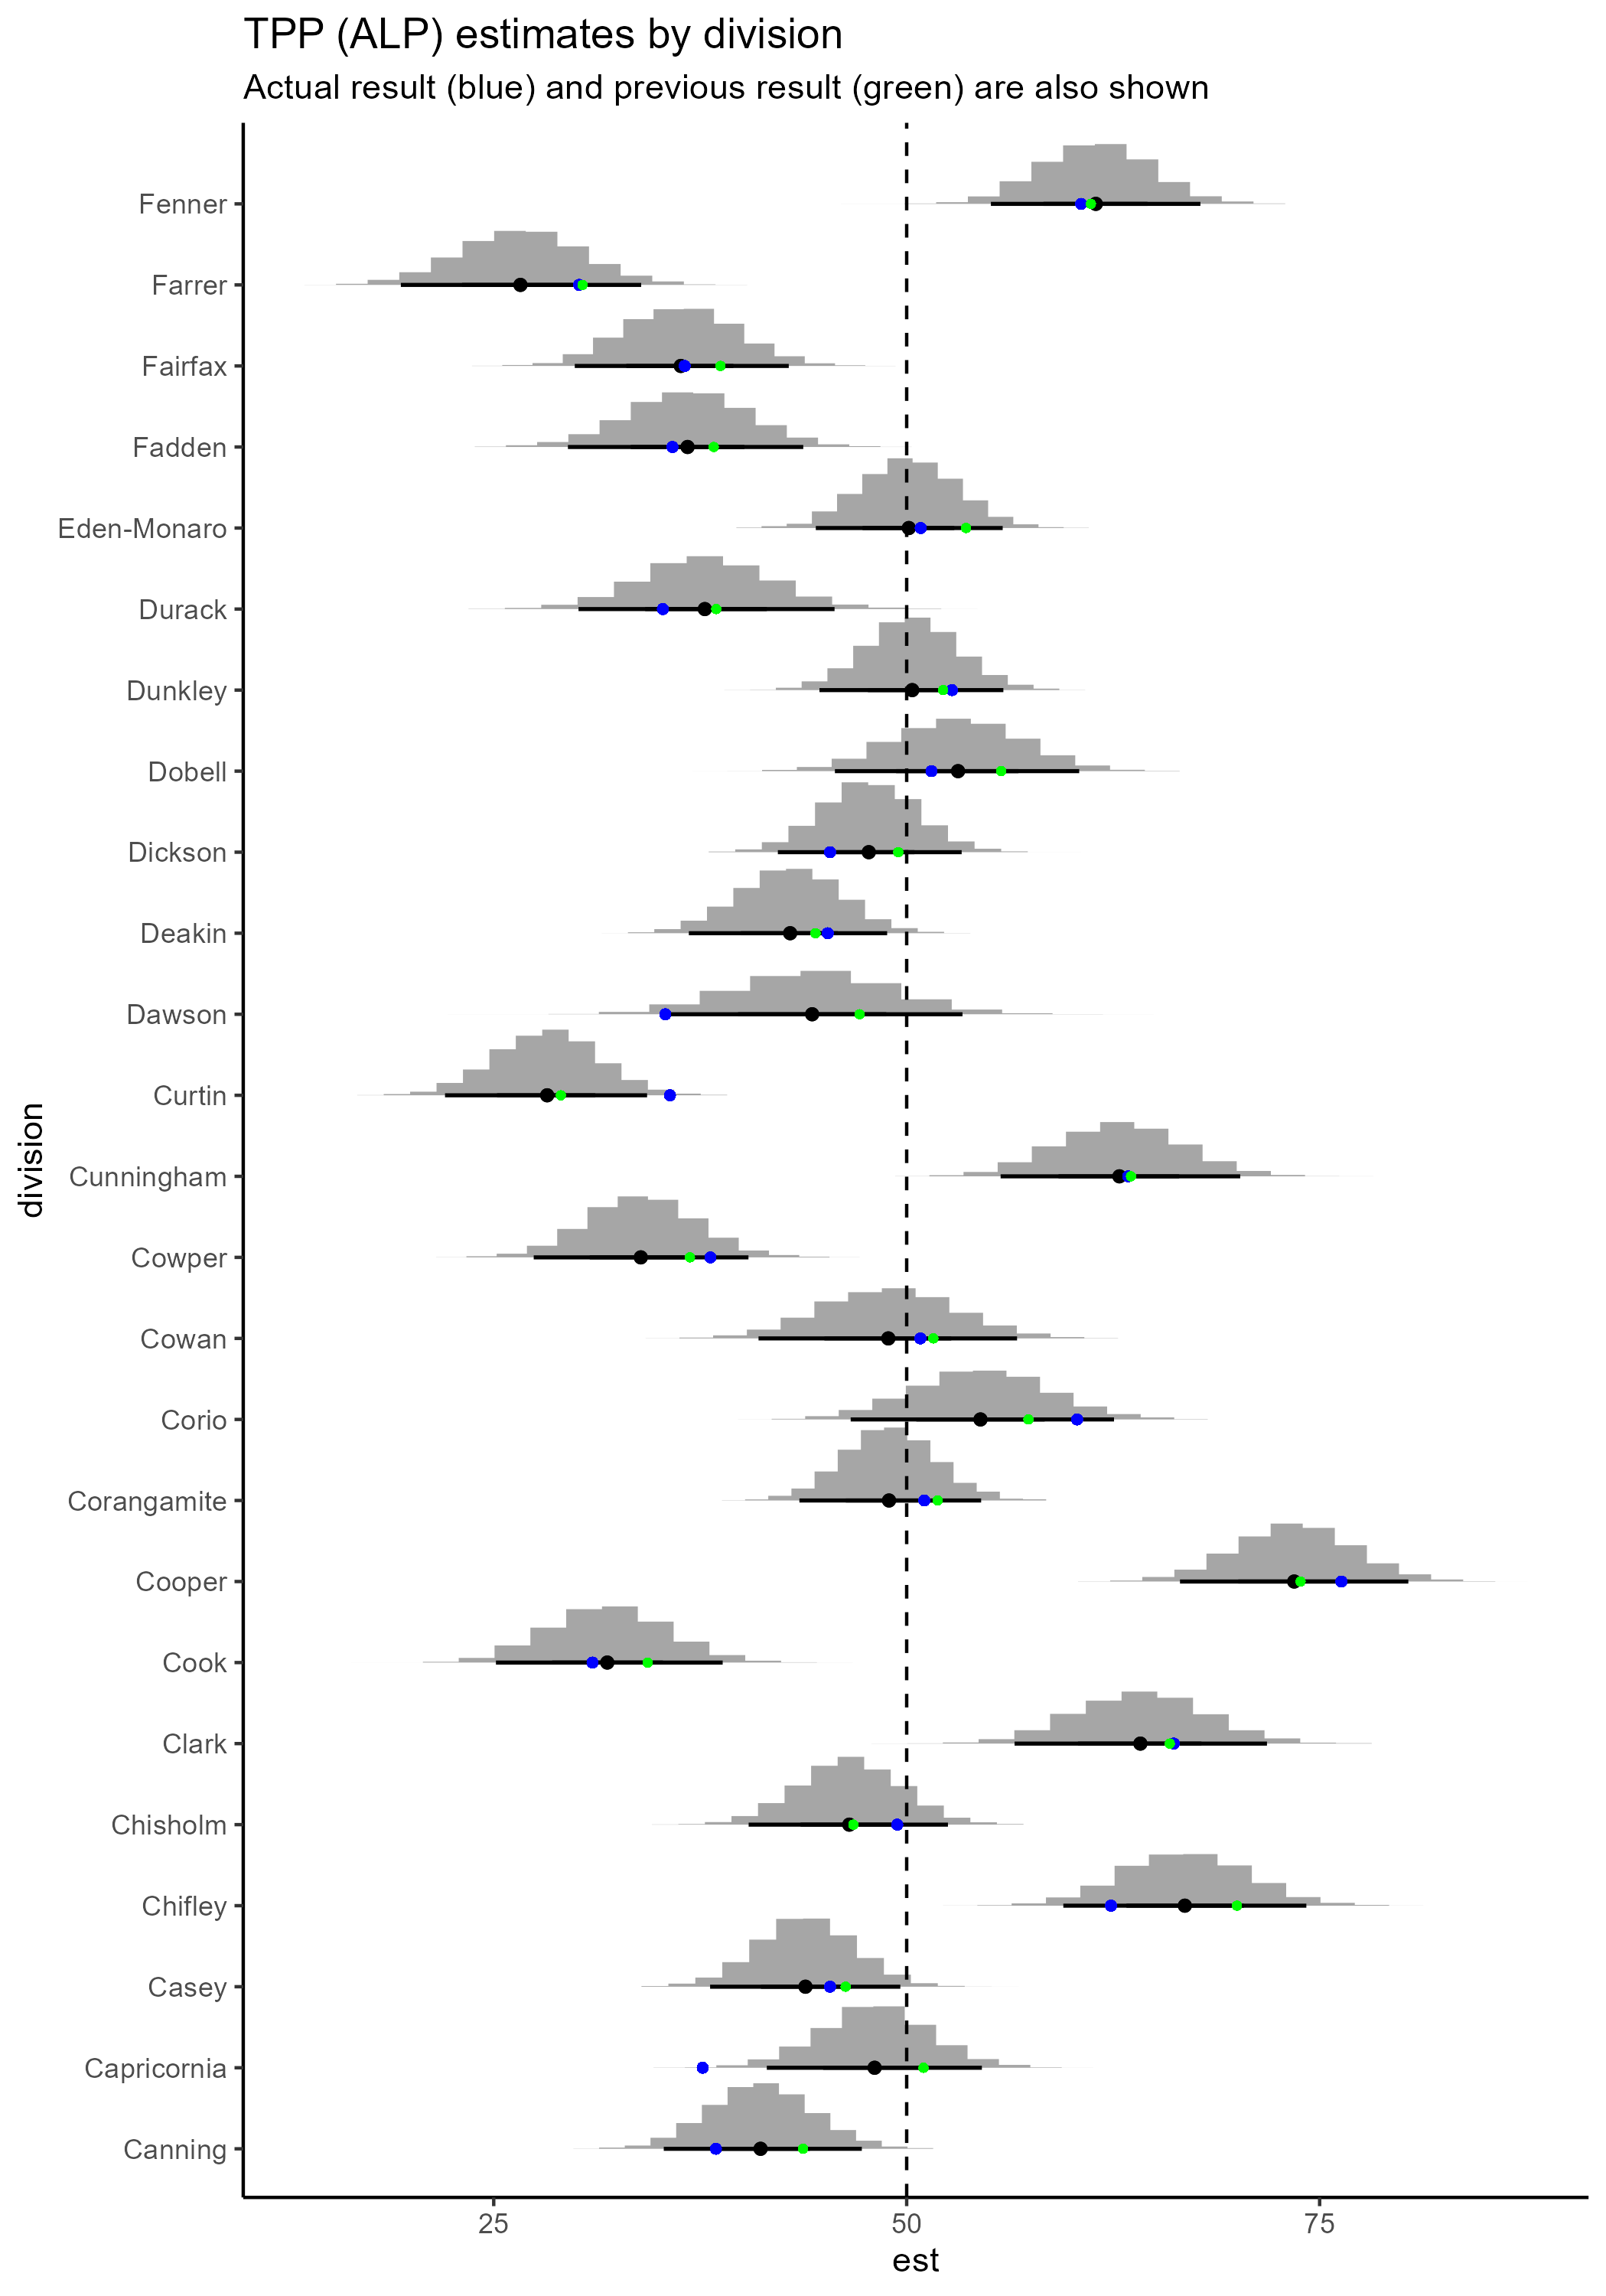 TPP (ALP) estimates by division
Actual result (blue) and previous result (green) are also shown
division
Fenner
Farrer
Fairfax
Fadden
Eden-Monaro
Durack
Dunkley
Dobell
Dickson
Deakin
Dawson
Curtin
Cunningham
Cowper
Cowan
Corio
Corangamite
Cooper
Cook
Clark
Chisholm
Chifley
Casey
Capricornia
Canning
25 50 75
est